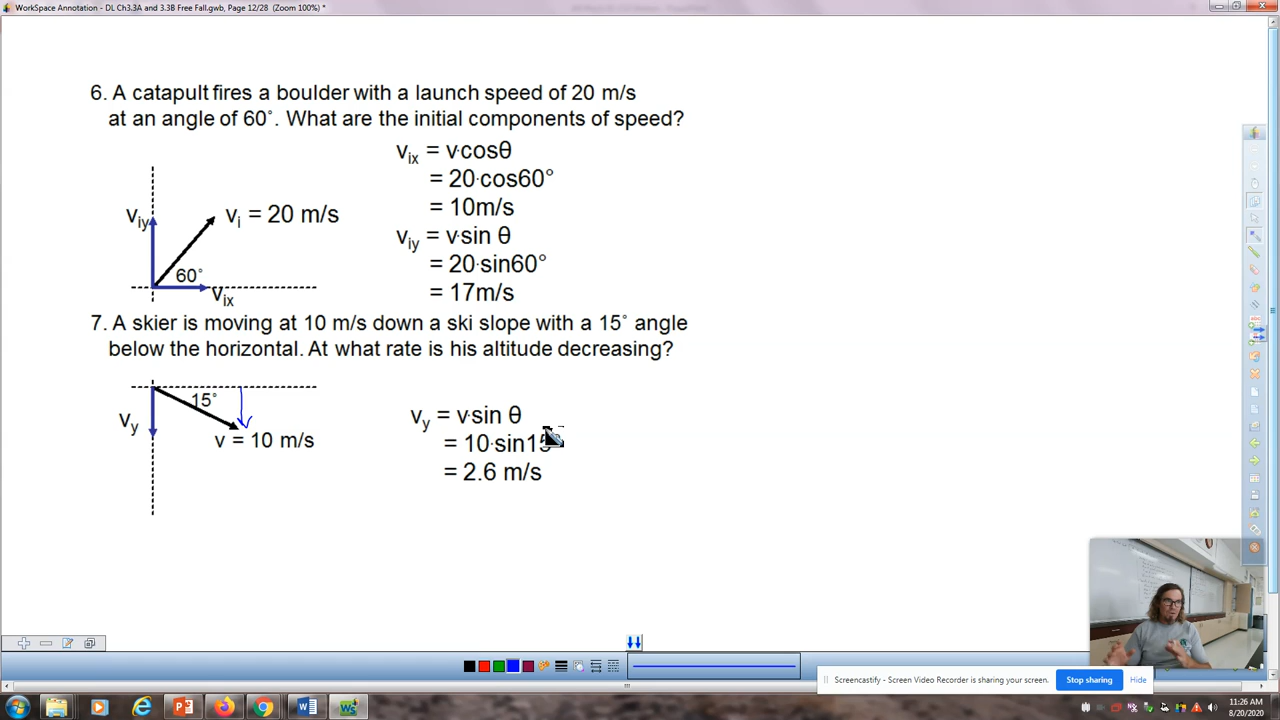 WorkSpace Annotation - DL Ch3.3A and 3.3B Free Fall.gwb, Page 12/28 (Zoom 100%) *
6. A catapult fires a boulder with a launch speed of 20 m/s
at an angle of 60˚. What are the initial components of speed?
vix = v·cosθ
= 20·cos60°
= 10m/s
viy = v·sin θ
= 20·sin60°
= 17m/s
viy
vi = 20 m/s
60˚
vix
7. A skier is moving at 10 m/s down a ski slope with a 15˚ angle
below the horizontal. At what rate is his altitude decreasing?
15˚
vy
v = 10 m/s
vy = v·sin θ
= 10·sin15
= 2.6 m/s
Screencastify - Screen Video Recorder is sharing your screen.
Stop sharing
Hide
11:26 AM
8/20/2020